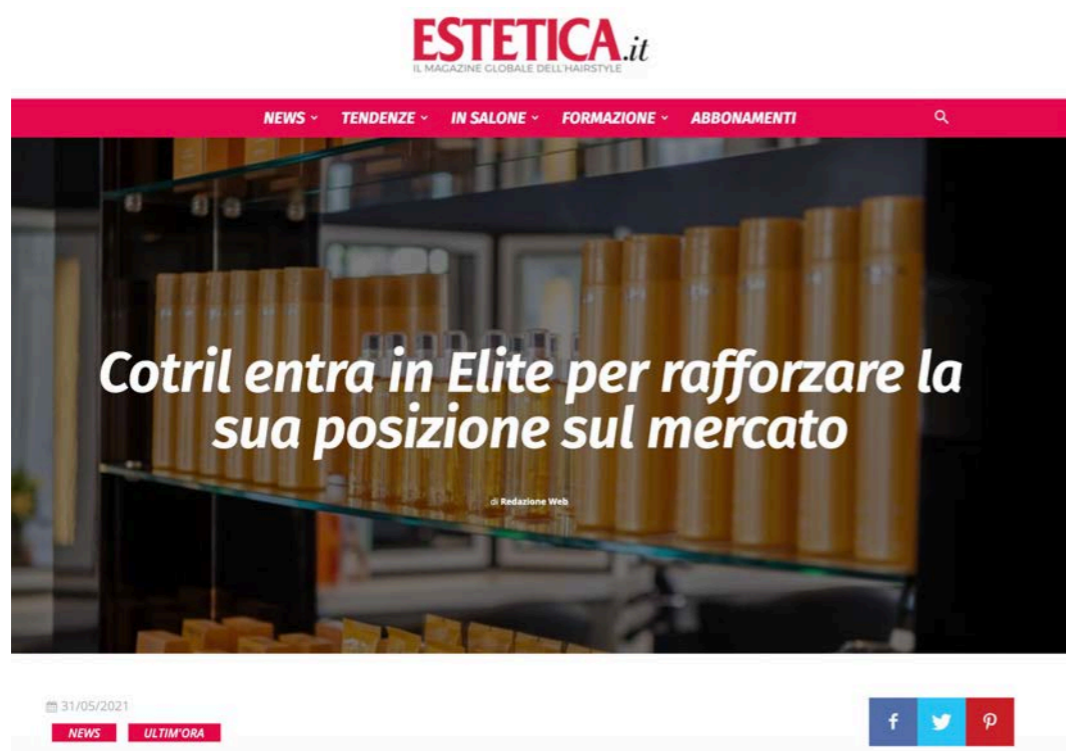 ESTETICA.it
IL MAGAZINE GLOBALE DELL'HAIRSTYLE
NEWS TENDENZE IN SALONE FORMAZIONE ABBONAMENTI
Cotril entra in Elite per rafforzare la
sua posizione sul mercato
di Redazione Web
31/05/2021
NEWS ULTIM'ORA